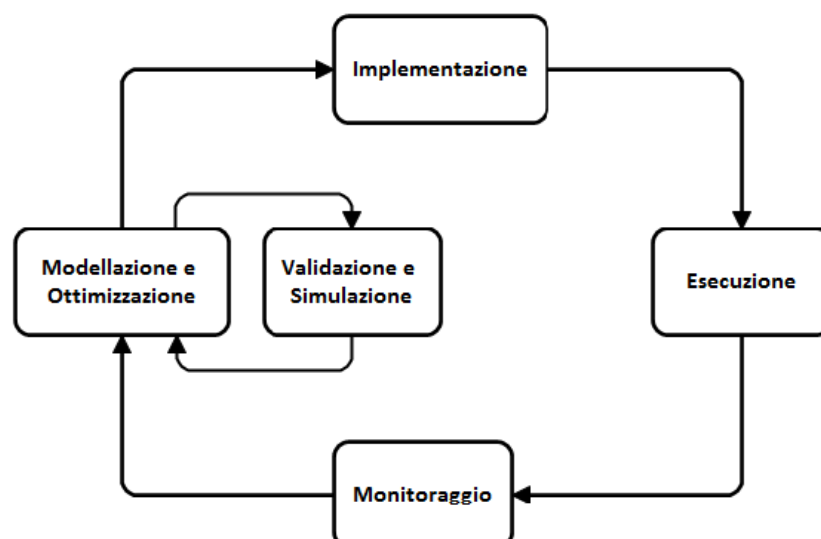 Implementazione
Modellazione e
Ottimizzazione
Validazione e
Simulazione
Esecuzione
Monitoraggio